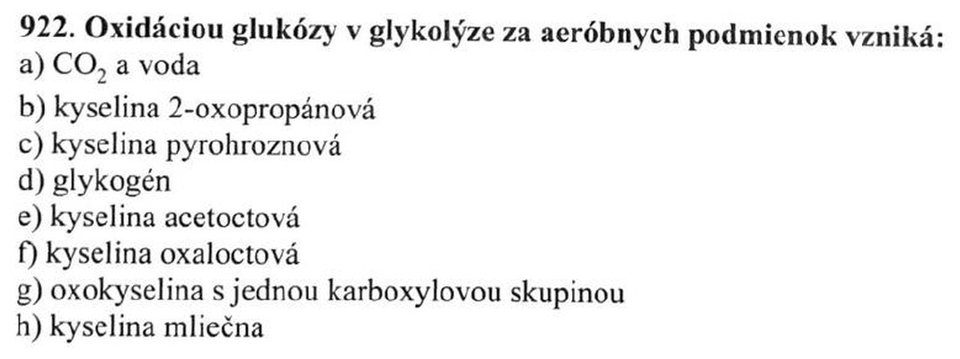 922. Oxidáciou glukózy v glykolýze za aeróbnych podmienok vzniká:
a) CO₂ a voda
b) kyselina 2-oxopropánová
c) kyselina pyrohroznová
d) glykogén
e) kyselina acetoctová
f) kyselina oxaloctová
g) oxokyselina s jednou karboxylovou skupinou
h) kyselina mliečna